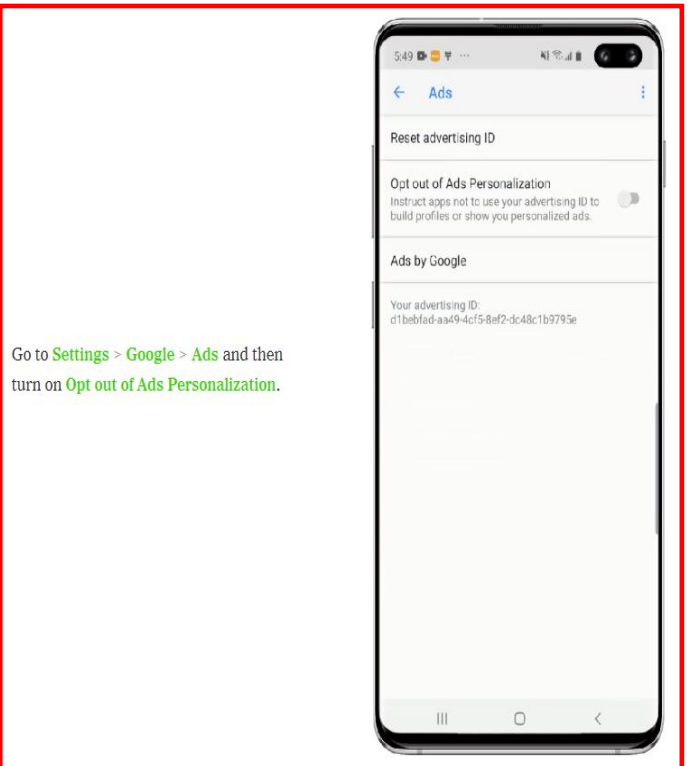 Go to Settings > Google > Ads and then
turn on Opt out of Ads Personalization.
5:49
Ads
Reset advertising ID
Opt out of Ads Personalization
Instruct apps not to use your advertising ID to
build profiles or show you personalized ads.
Ads by Google
Your advertising ID:
d1bebfad-aa49-4cf5-8ef2-dc48c1b9795e